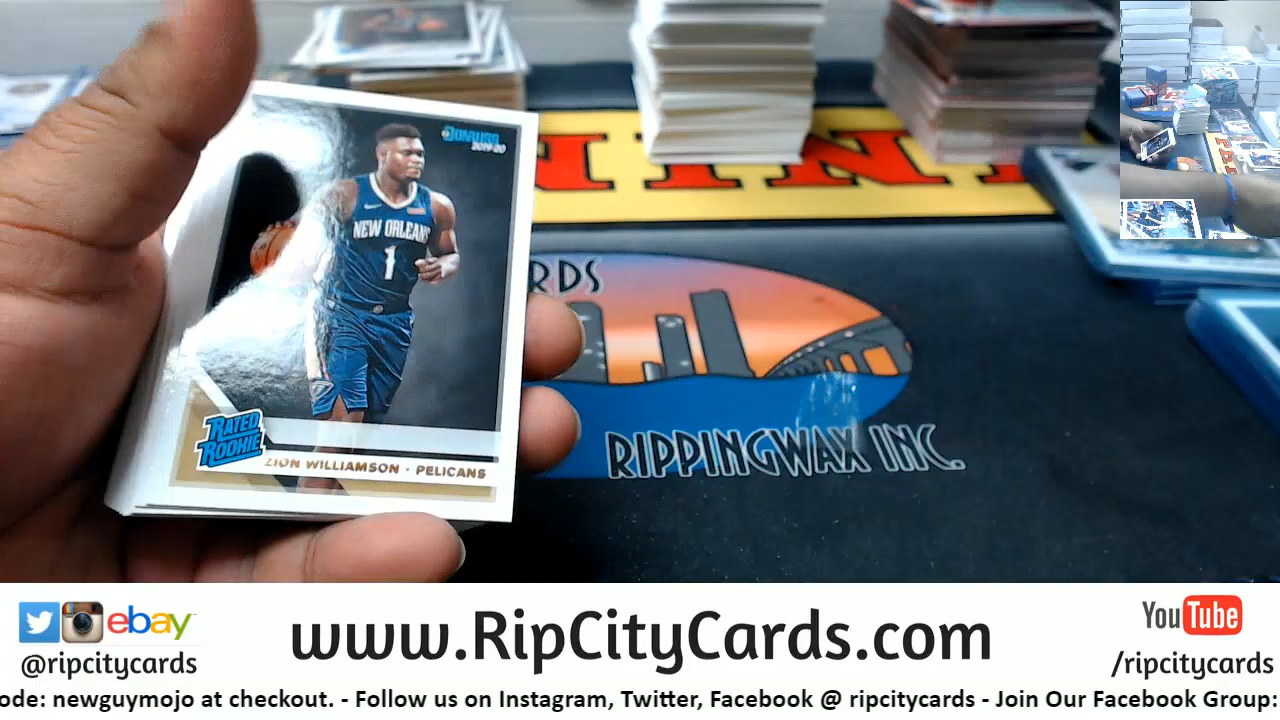 DONRUSS
2019-20
NEW ORLEANS
1
RATED
ROOKIE
ZION WILLIAMSON • PELICANS
RIPPINGWAX INC.
ebay
@ripcitycards
www.RipCityCards.com
YouTube
/ripcitycards
ode: newguymojo at checkout. - Follow us on Instagram, Twitter, Facebook @ ripcitycards - Join Our Facebook Group: